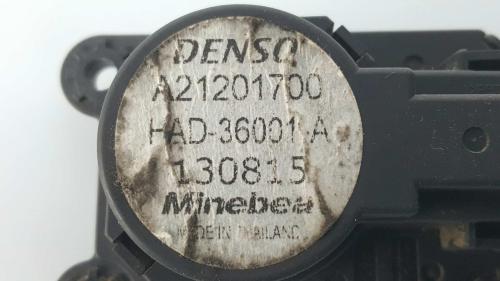 DENSO
A21201700
HAD-36001 A
130815
Minebea
MADE IN THAILAND